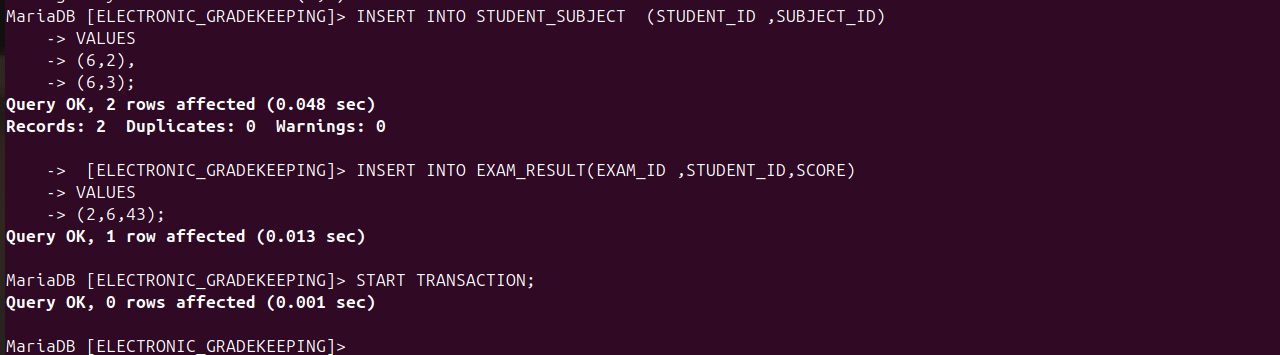 MariaDB [ELECTRONIC_GRADEKEEPING]> INSERT INTO STUDENT_SUBJECT  (STUDENT_ID ,SUBJECT_ID)
    -> VALUES
    -> (6,2),
    -> (6,3);
Query OK, 2 rows affected (0.048 sec)
Records: 2  Duplicates: 0  Warnings: 0
    ->  [ELECTRONIC_GRADEKEEPING]> INSERT INTO EXAM_RESULT(EXAM_ID ,STUDENT_ID,SCORE)
    -> VALUES
    -> (2,6,43);
Query OK, 1 row affected (0.013 sec)
MariaDB [ELECTRONIC_GRADEKEEPING]> START TRANSACTION;
Query OK, 0 rows affected (0.001 sec)
MariaDB [ELECTRONIC_GRADEKEEPING]>